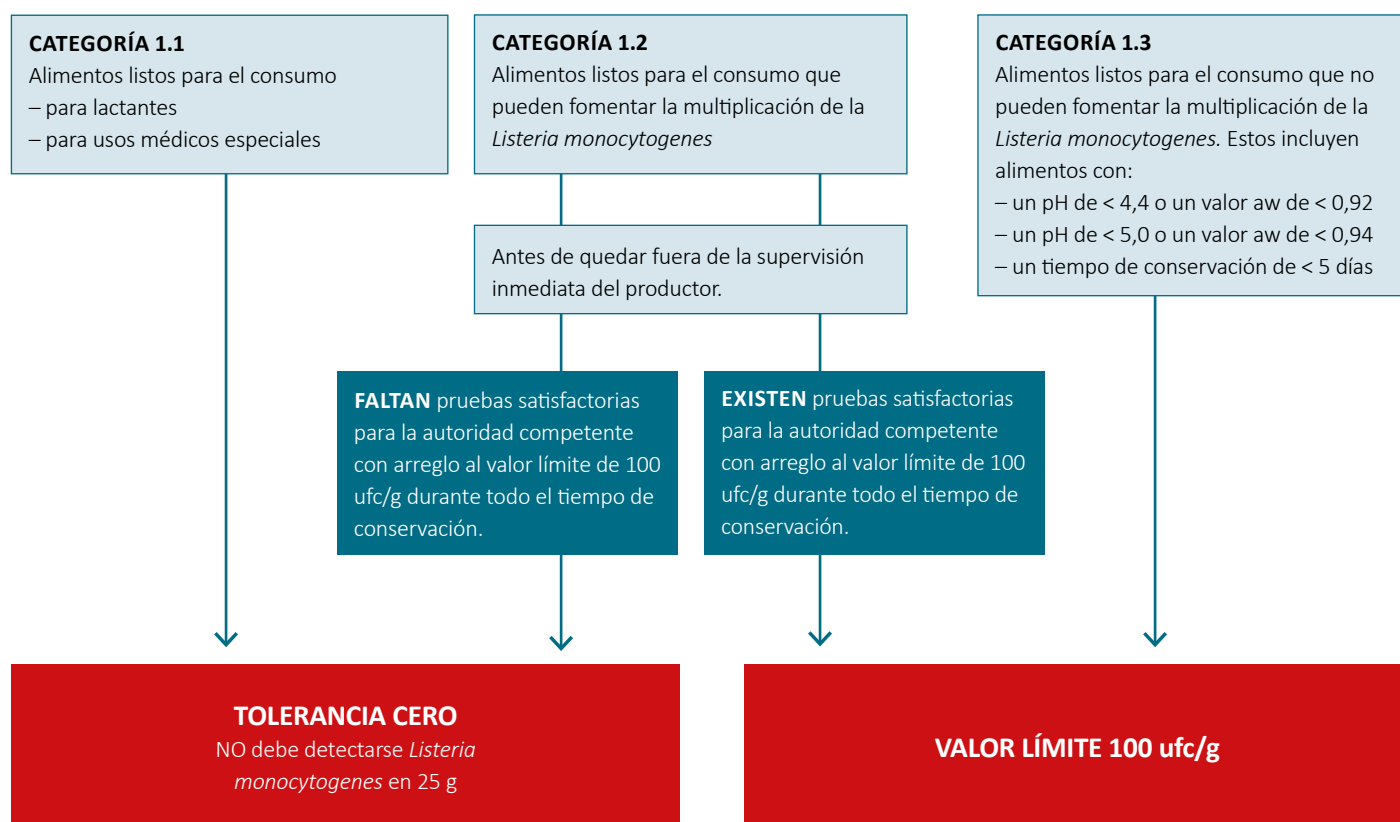 CATEGORÍA 1.1
Alimentos listos para el consumo
– para lactantes
– para usos médicos especiales
CATEGORÍA 1.2
Alimentos listos para el consumo que
pueden fomentar la multiplicación de la
Listeria monocytogenes
CATEGORÍA 1.3
Alimentos listos para el consumo que no
pueden fomentar la multiplicación de la
Listeria monocytogenes. Estos incluyen
alimentos con:
– un pH de < 4,4 o un valor aw de < 0,92
– un pH de < 5,0 o un valor aw de < 0,94
– un tiempo de conservación de < 5 días
Antes de quedar fuera de la supervisión
inmediata del productor.
FALTAN pruebas satisfactorias
para la autoridad competente
con arreglo al valor límite de 100
ufc/g durante todo el tiempo de
conservación.
EXISTEN pruebas satisfactorias
para la autoridad competente
con arreglo al valor límite de 100
ufc/g durante todo el tiempo de
conservación.
TOLERANCIA CERO
NO debe detectarse Listeria
monocytogenes en 25 g
VALOR LÍMITE 100 ufc/g